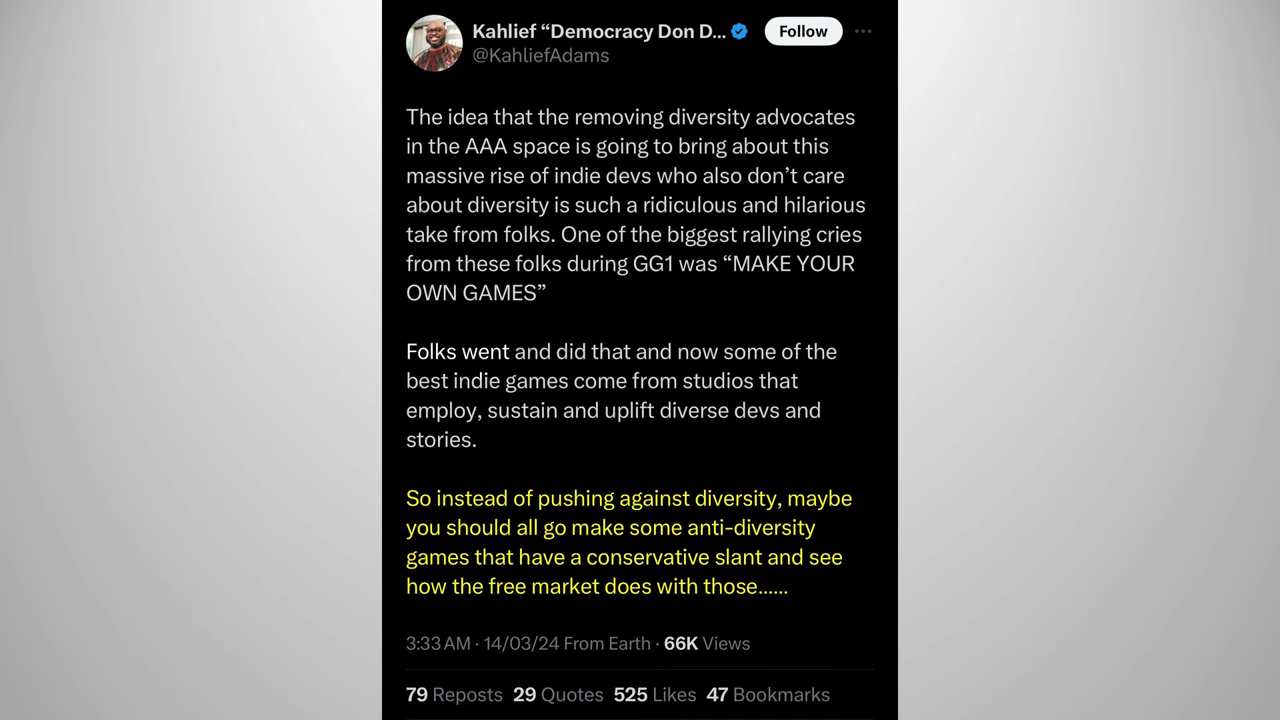 Kahlief “Democracy Don D...
Follow
@KahliefAdams
The idea that the removing diversity advocates
in the AAA space is going to bring about this
massive rise of indie devs who also don’t care
about diversity is such a ridiculous and hilarious
take from folks. One of the biggest rallying cries
from these folks during GG1 was “MAKE YOUR
OWN GAMES”
Folks went and did that and now some of the
best indie games come from studios that
employ, sustain and uplift diverse devs and
stories.
So instead of pushing against diversity, maybe
you should all go make some anti-diversity
games that have a conservative slant and see
how the free market does with those......
3:33 AM · 14/03/24 From Earth · 66K Views
79 Reposts 29 Quotes 525 Likes 47 Bookmarks